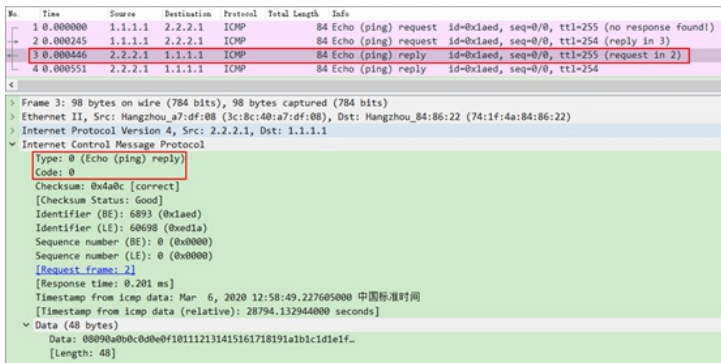 No. Time Source Destination Protocol Total Length Info
1 0.000000 1.1.1.1 2.2.2.1 ICMP 84 Echo (ping) request id=0x1aed, seq=0/0, ttl=255 (no response found!)
2 0.000245 1.1.1.1 2.2.2.1 ICMP 84 Echo (ping) request id=0x1aed, seq=0/0, ttl=254 (reply in 3)
3 0.000446 2.2.2.1 1.1.1.1 ICMP 84 Echo (ping) reply id=0x1aed, seq=0/0, ttl=255 (request in 2)
4 0.000551 2.2.2.1 1.1.1.1 ICMP 84 Echo (ping) reply id=0x1aed, seq=0/0, ttl=254
Frame 3: 98 bytes on wire (784 bits), 98 bytes captured (784 bits)
Ethernet II, Src: Hangzhou_a7:df:08 (3c:8c:40:a7:df:08), Dst: Hangzhou_84:86:22 (74:1f:4a:84:86:22)
Internet Protocol Version 4, Src: 2.2.2.1, Dst: 1.1.1.1
Internet Control Message Protocol
Type: 0 (Echo (ping) reply)
Code: 0
Checksum: 0x4a0c [correct]
[Checksum Status: Good]
Identifier (BE): 6893 (0x1aed)
Identifier (LE): 60698 (0xed1a)
Sequence number (BE): 0 (0x0000)
Sequence number (LE): 0 (0x0000)
[Request frame: 2]
[Response time: 0.201 ms]
Timestamp from icmp data: Mar 6, 2020 12:58:49.227605000 中国标准时间
[Timestamp from icmp data (relative): 28794.132944000 seconds]
Data (48 bytes)
Data: 08090a0b0c0d0e0f101112131415161718191a1b1c1d1e1f…
[Length: 48]